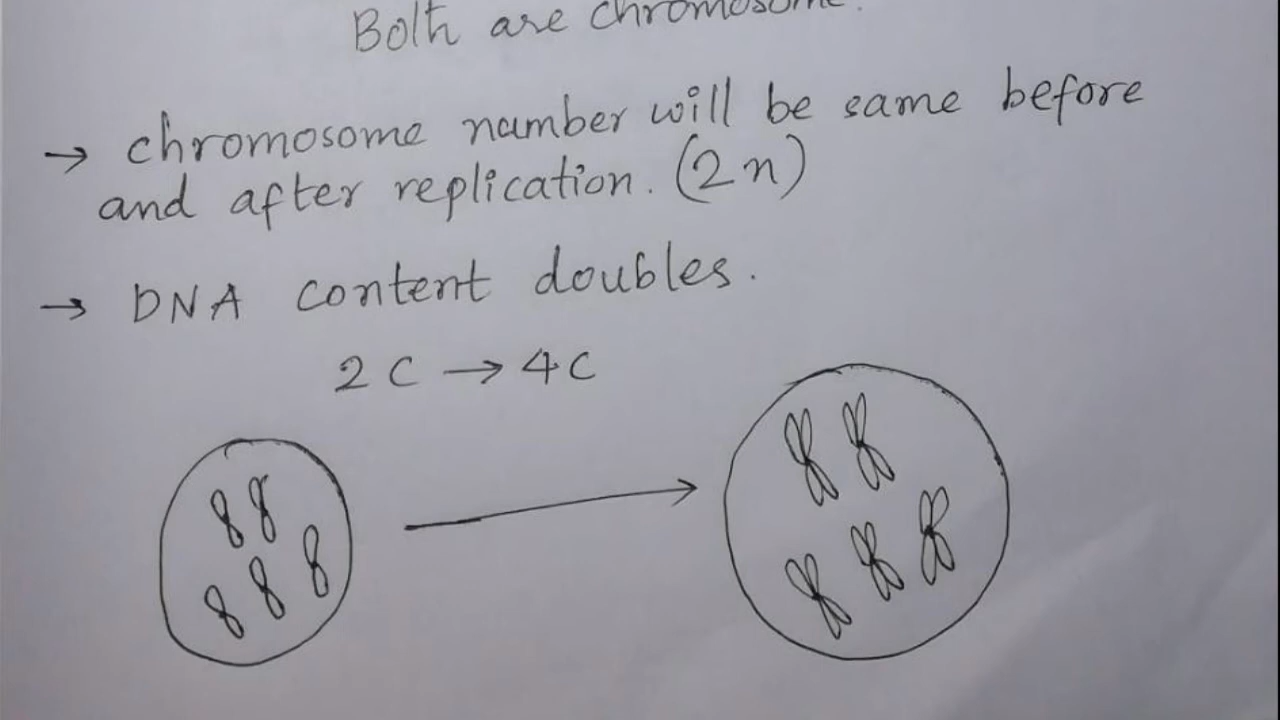 Both are chromosome.
→ chromosome number will be same before
and after replication. (2n)
→ DNA content doubles.
2C → 4C